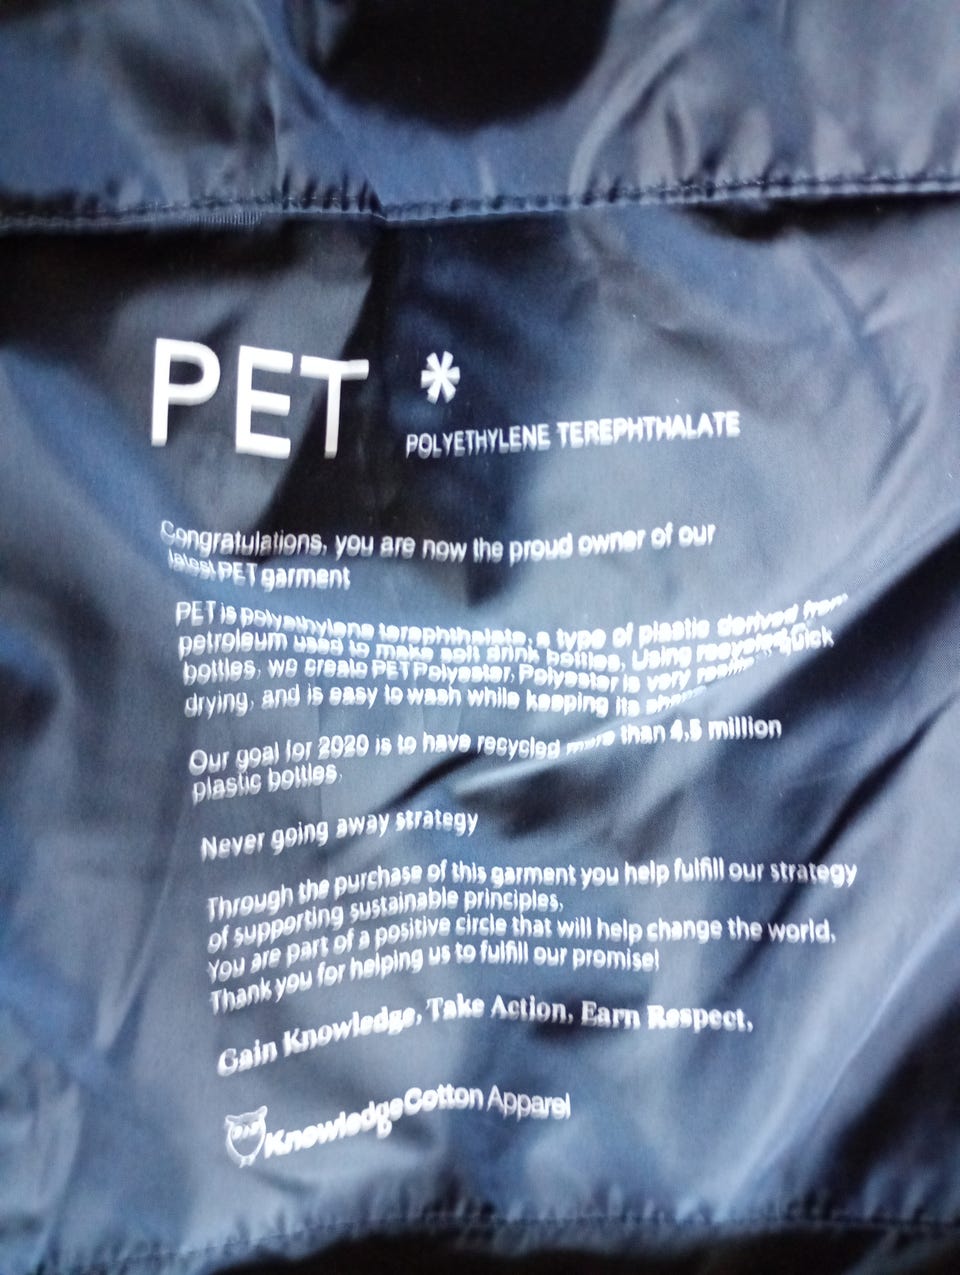 PET *
POLYETHYLENE TEREPHTHALATE
Congratulations, you are now the proud owner of our
latest PET garment
PET is polyethylene terephthalate, a type of plastic derived from
petroleum used to make soft drink bottles. Using recycled
bottles, we create PET Polyester. Polyester is very quick
drying, and is easy to wash while keeping its
Our goal for 2020 is to have recycled more than 4,5 million
plastic bottles.
Never going away strategy
Through the purchase of this garment you help fulfill our strategy
of supporting sustainable principles.
You are part of a positive circle that will help change the world.
Thank you for helping us to fulfill our promise!
Gain Knowledge, Take Action, Earn Respect.
KnowledgeCotton Apparel